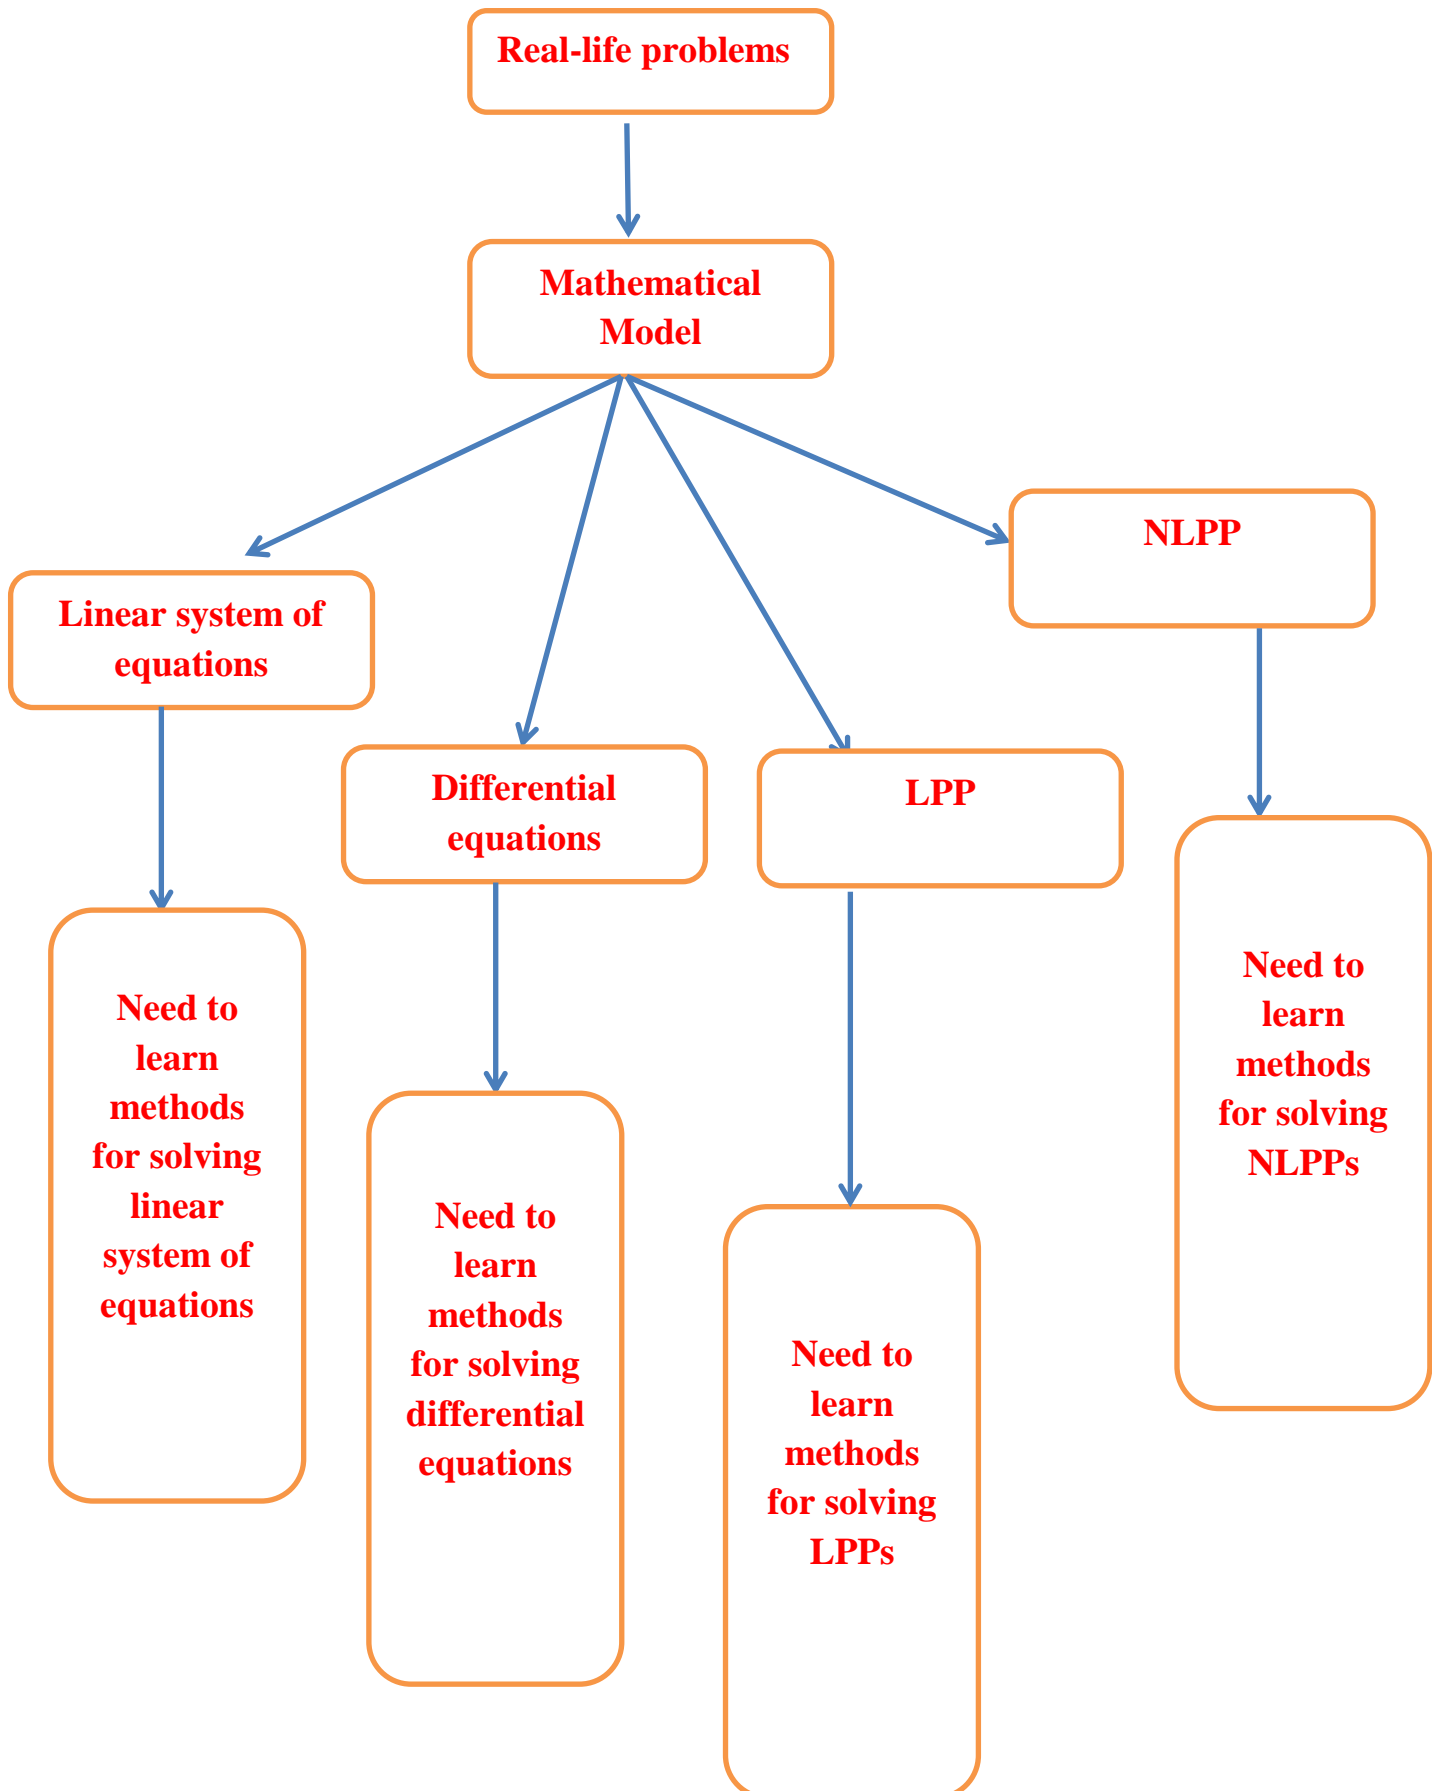 Real-life problems
Mathematical
Model
NLPP
Linear system of
equations
Differential
equations
LPP
Need to
learn
methods
for solving
linear
system of
equations
Need to
learn
methods
for solving
differential
equations
Need to
learn
methods
for solving
LPPs
Need to
learn
methods
for solving
NLPPs